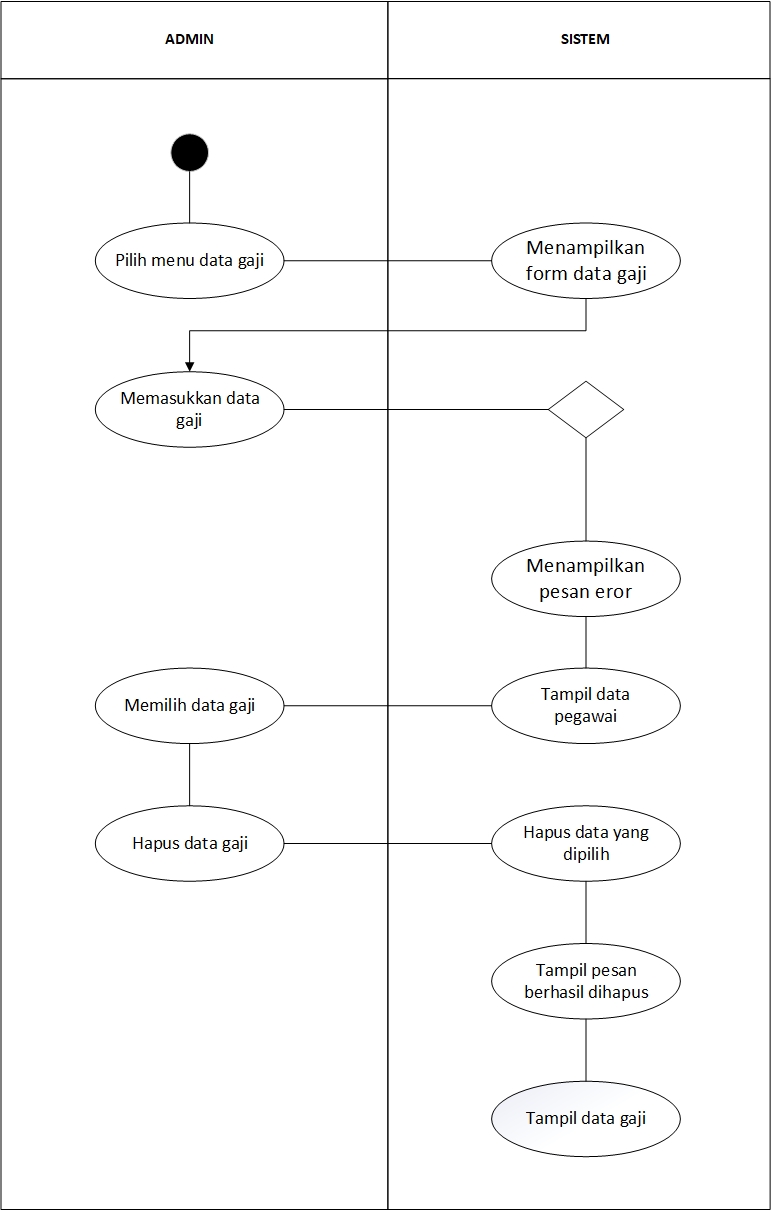 ADMIN
SISTEM
Pilih menu data gaji
Menampilkan
form data gaji
Memasukkan data
gaji
Menampilkan
pesan eror
Memilih data gaji
Tampil data
pegawai
Hapus data gaji
Hapus data yang
dipilih
Tampil pesan
berhasil dihapus
Tampil data gaji